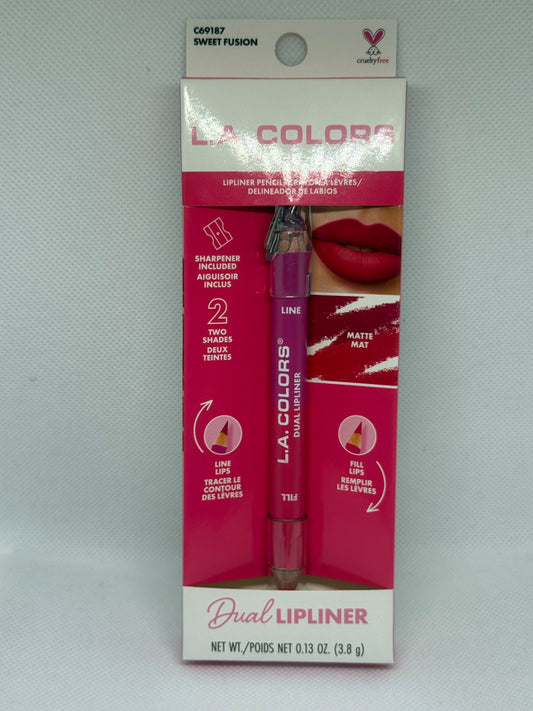 C69187
SWEET FUSION
crueltyfree
L.A. COLORS
LIPLINER PENCIL/CRAYON À LÈVRES/
DELINEADOR DE LABIOS
SHARPENER
INCLUDED
AIGUISOIR
INCLUS
2
TWO
SHADES
DEUX
TEINTES
LINE
LIPS
TRACER LE
CONTOUR
DES LÈVRES
LINE
L.A. COLORS®
DUAL LIPLINER
FILL
MATTE
MAT
FILL
LIPS
REMPLIR
LES LÈVRES
Dual LIPLINER
NET WT./POIDS NET 0.13 OZ. (3.8 g)